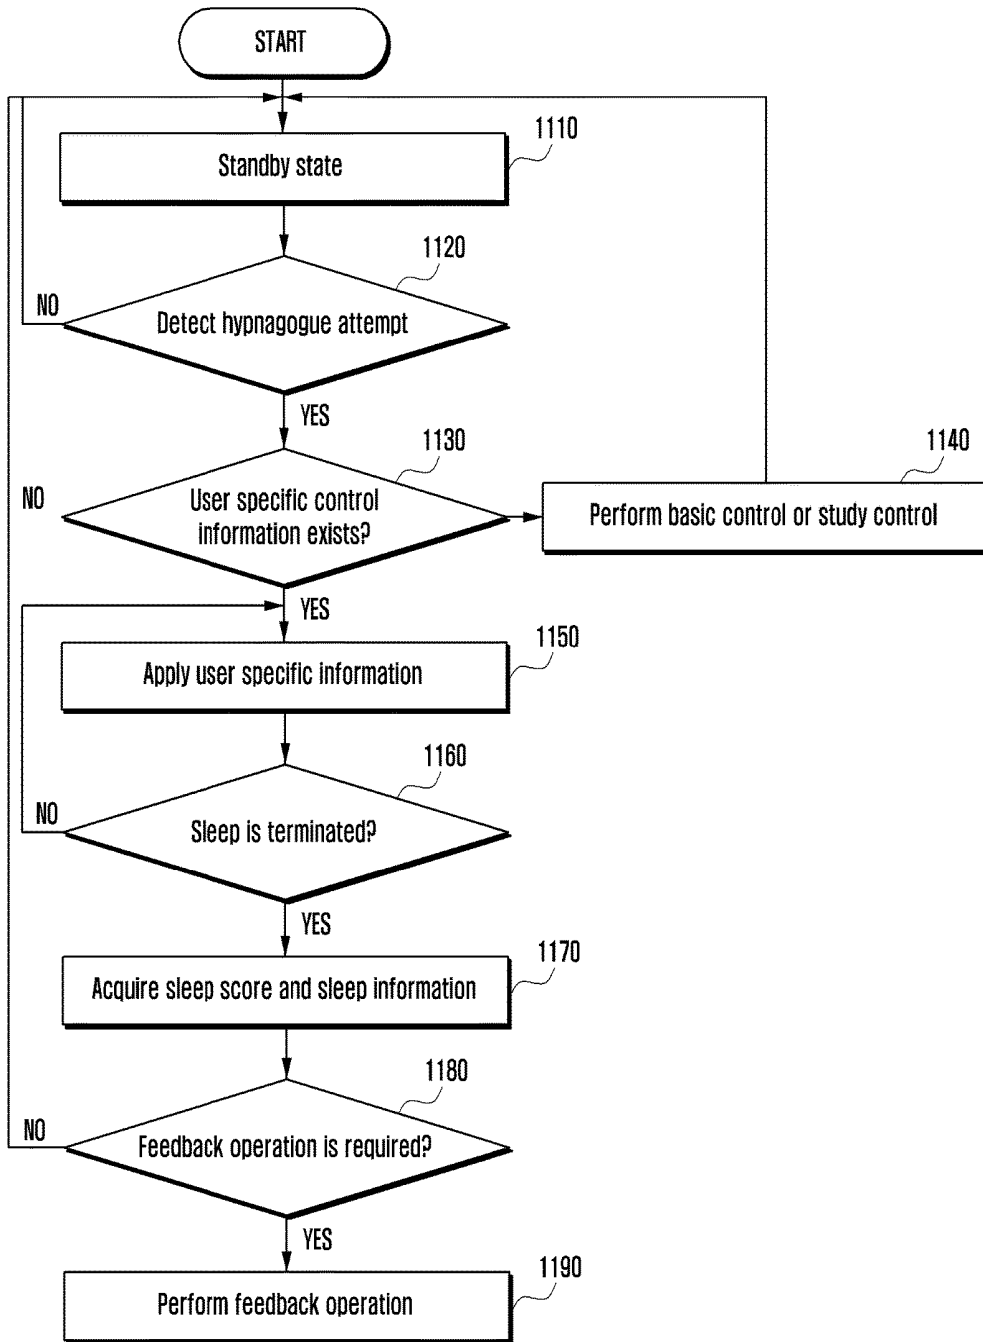 START
1110
Standby state
1120
NO
Detect hypnagogue attempt
YES
1130
1140
NO
User specific control
information exists?
Perform basic control or study control
YES
1150
Apply user specific information
1160
NO
Sleep is terminated?
YES
1170
Acquire sleep score and sleep information
1180
NO
Feedback operation is required?
YES
1190
Perform feedback operation